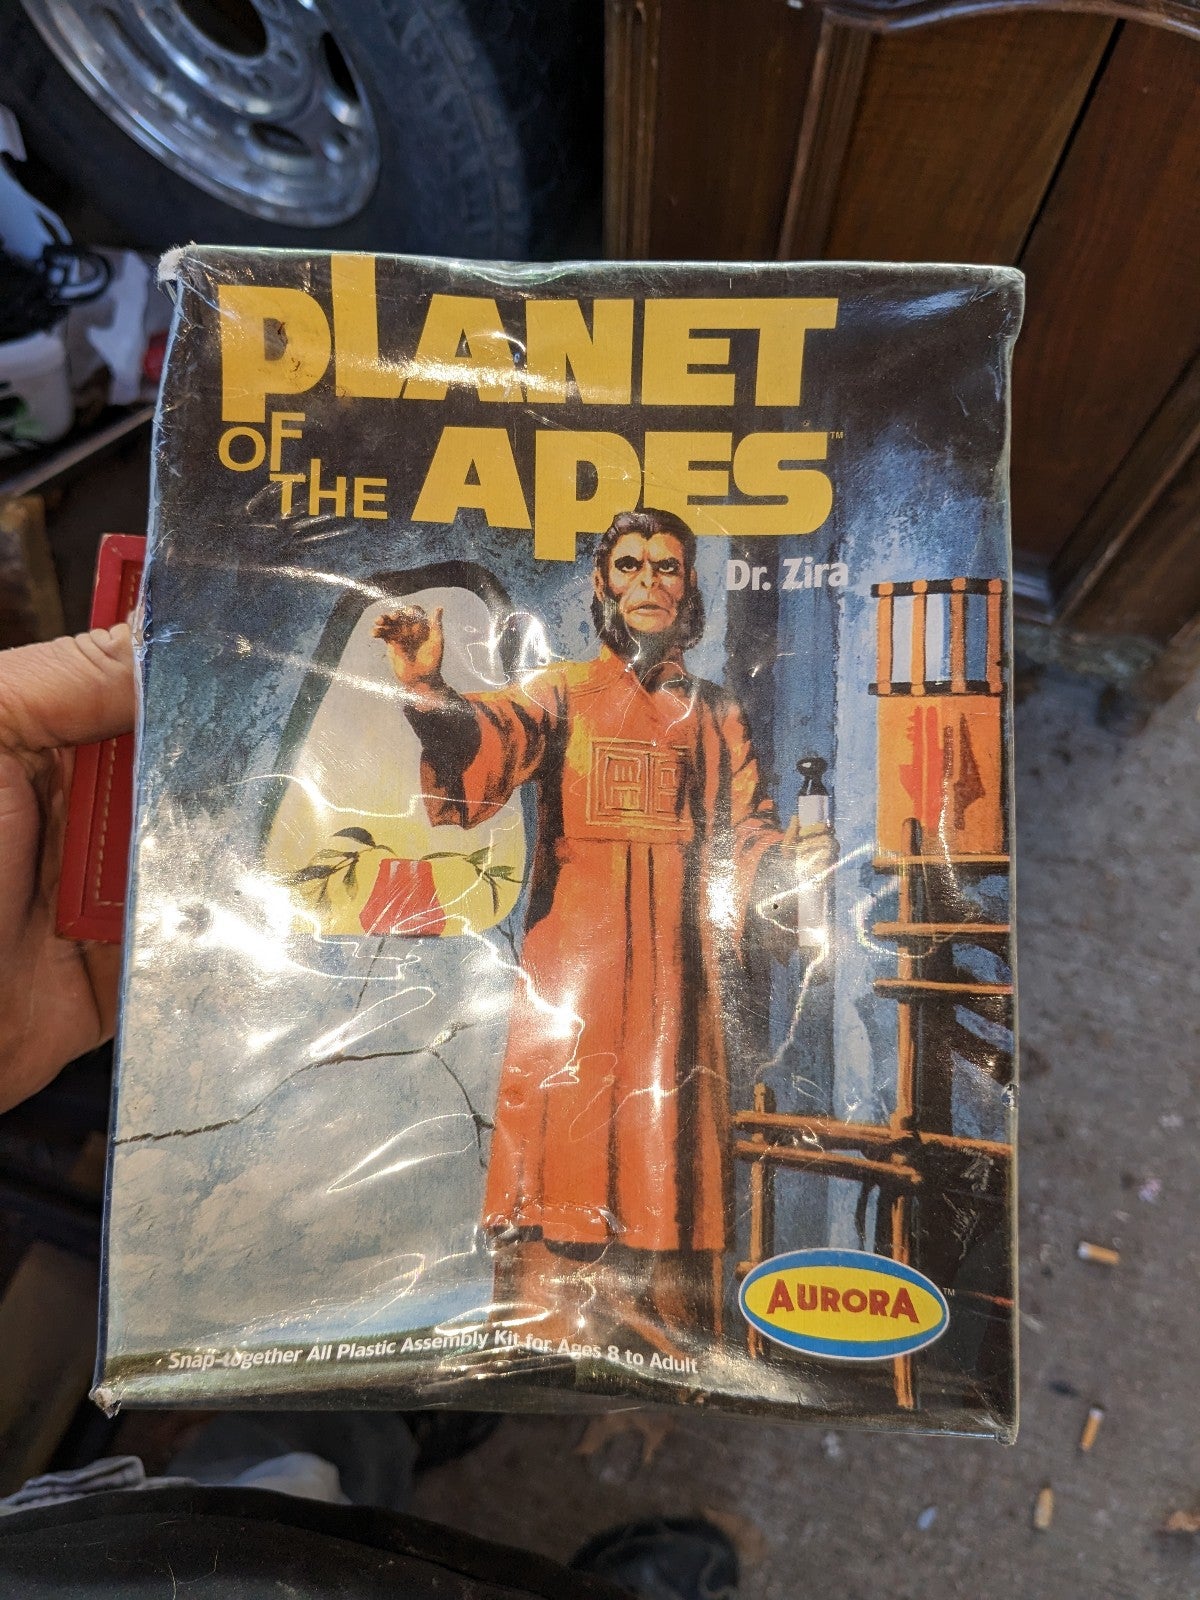 PLANET
OF
THE APES™
Dr. Zira
AURORA™
Snap-together All Plastic Assembly Kit for Ages 8 to Adult